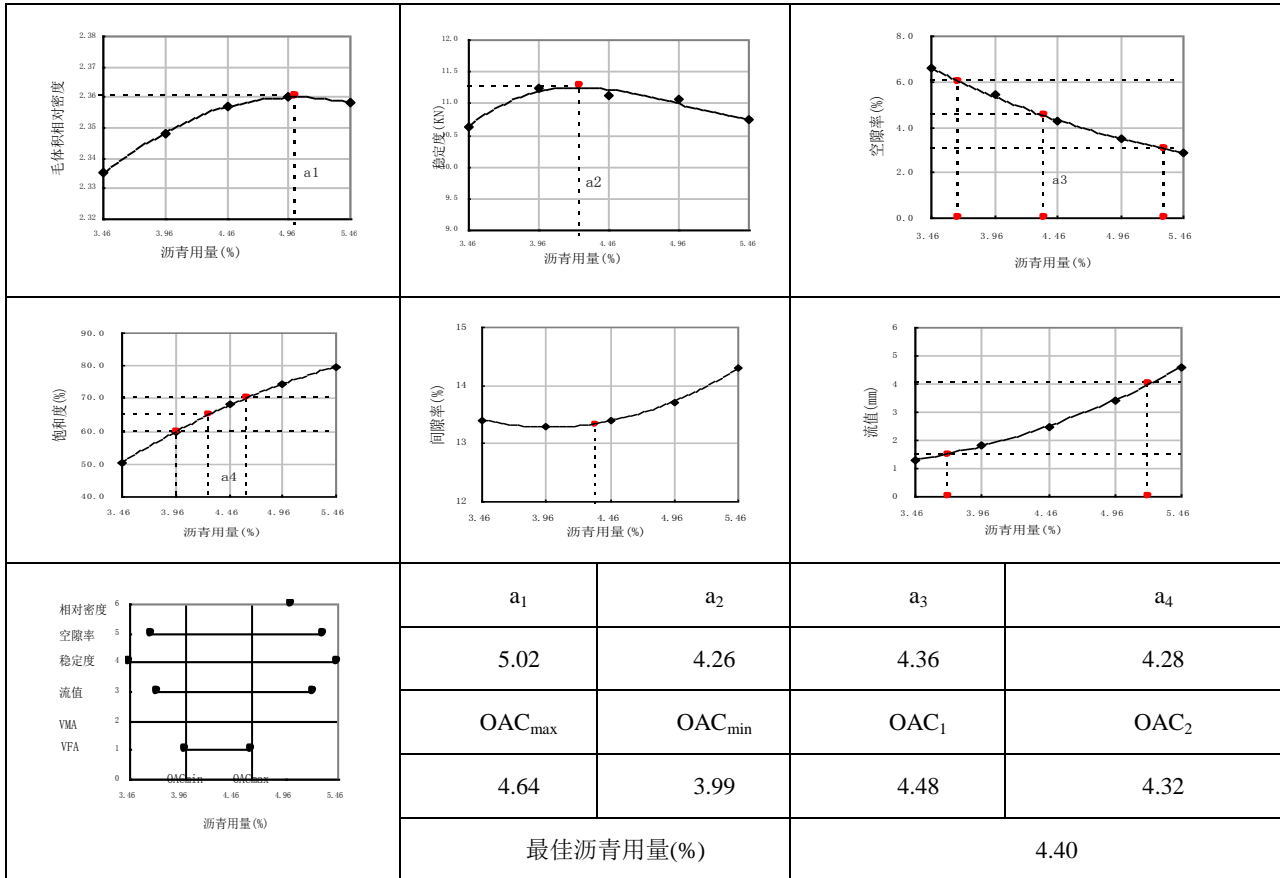 2.38
2.37
2.36
2.35
2.34
2.33
2.32
毛体积相对密度
a1
3.46 3.96 4.46 4.96 5.46
沥青用量(%)
12.0
11.5
11.0
10.5
10.0
9.5
9.0
稳定度(KN)
a2
3.46 3.96 4.46 4.96 5.46
沥青用量(%)
8.0
6.0
4.0
2.0
0.0
空隙率(%)
a3
3.46 3.96 4.46 4.96 5.46
沥青用量(%)
90.0
80.0
70.0
60.0
50.0
40.0
饱和度(%)
a4
3.46 3.96 4.46 4.96 5.46
沥青用量(%)
15
14
13
12
间隙率(%)
3.46 3.96 4.46 4.96 5.46
沥青用量(%)
6
5
4
3
2
1
0
流值(mm)
3.46 3.96 4.46 4.96 5.46
沥青用量(%)
相对密度 6
空隙率 5
稳定度 4
流值 3
VMA 2
VFA 1
0
OACmin OACmax
3.46 3.96 4.46 4.96 5.46
沥青用量(%)
a1 a2 a3 a4
5.02 4.26 4.36 4.28
OACmax OACmin OAC1 OAC2
4.64 3.99 4.48 4.32
最佳沥青用量(%) 4.40